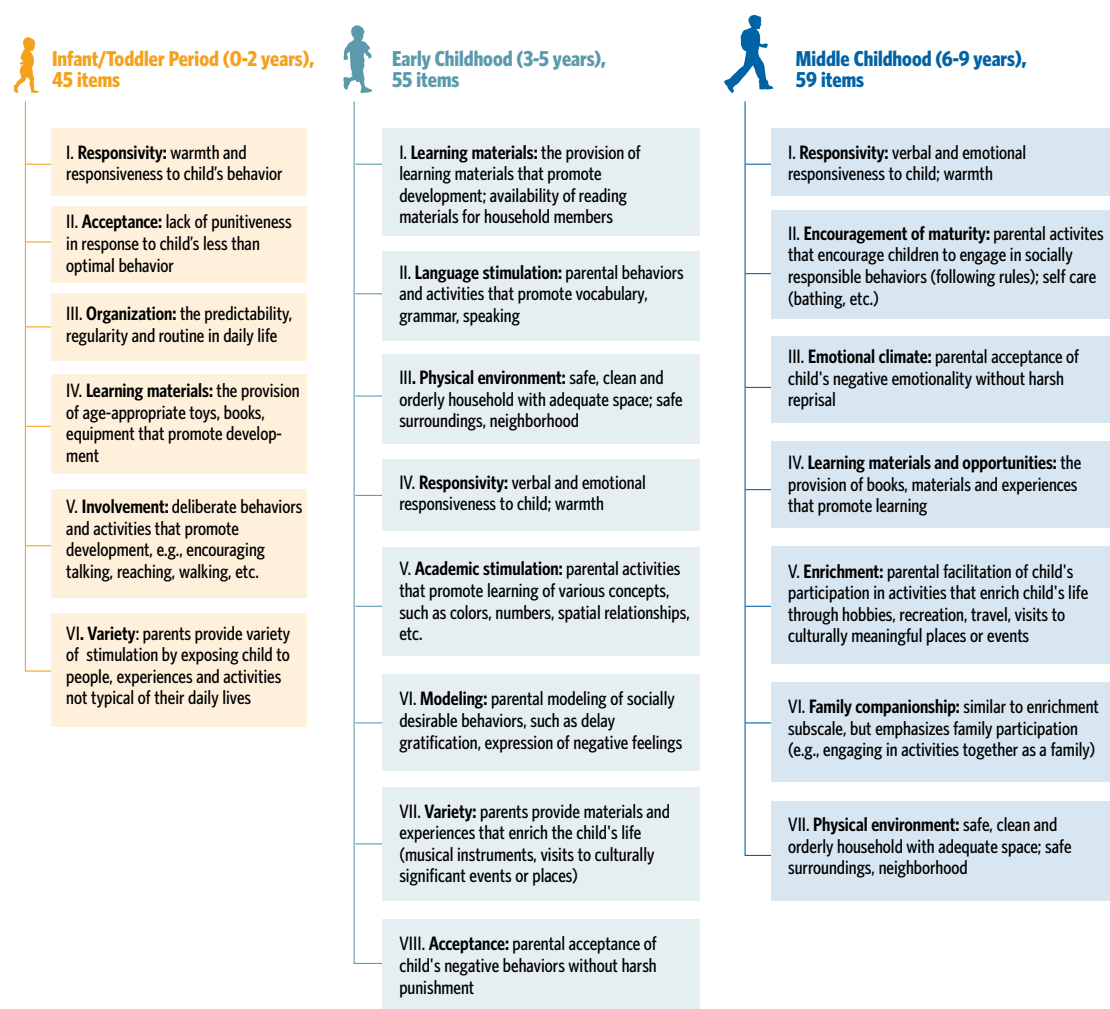 Infant/Toddler Period (0-2 years),
45 items
I. Responsivity: warmth and
responsiveness to child's behavior
II. Acceptance: lack of punitiveness
in response to child's less than
optimal behavior
III. Organization: the predictability,
regularity and routine in daily life
IV. Learning materials: the provision
of age-appropriate toys, books,
equipment that promote develop-
ment
V. Involvement: deliberate behaviors
and activities that promote
development, e.g., encouraging
talking, reaching, walking, etc.
VI. Variety: parents provide variety
of stimulation by exposing child to
people, experiences and activities
not typical of their daily lives
Early Childhood (3-5 years),
55 items
I. Learning materials: the provision of
learning materials that promote
development; availability of reading
materials for household members
II. Language stimulation: parental behaviors
and activities that promote vocabulary,
grammar, speaking
III. Physical environment: safe, clean and
orderly household with adequate space; safe
surroundings, neighborhood
IV. Responsivity: verbal and emotional
responsiveness to child; warmth
V. Academic stimulation: parental activities
that promote learning of various concepts,
such as colors, numbers, spatial relationships,
etc.
VI. Modeling: parental modeling of socially
desirable behaviors, such as delay
gratification, expression of negative feelings
VII. Variety: parents provide materials and
experiences that enrich the child's life
(musical instruments, visits to culturally
significant events or places)
VIII. Acceptance: parental acceptance of
child's negative behaviors without harsh
punishment
Middle Childhood (6-9 years),
59 items
I. Responsivity: verbal and emotional
responsiveness to child; warmth
II. Encouragement of maturity: parental activites
that encourage children to engage in socially
responsible behaviors (following rules); self care
(bathing, etc.)
III. Emotional climate: parental acceptance of
child's negative emotionality without harsh
reprisal
IV. Learning materials and opportunities: the
provision of books, materials and experiences
that promote learning
V. Enrichment: parental facilitation of child's
participation in activities that enrich child's life
through hobbies, recreation, travel, visits to
culturally meaningful places or events
VI. Family companionship: similar to enrichment
subscale, but emphasizes family participation
(e.g., engaging in activities together as a family)
VII. Physical environment: safe, clean and
orderly household with adequate space; safe
surroundings, neighborhood